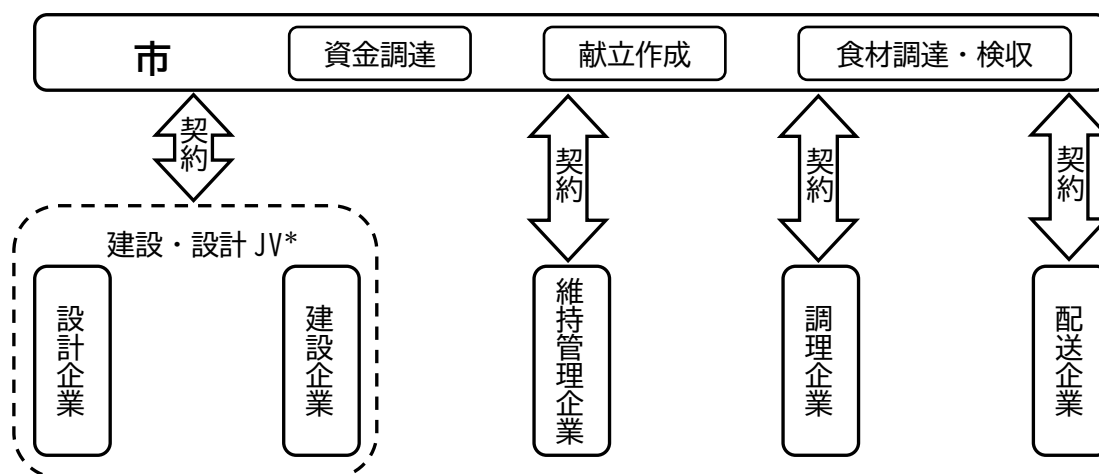 市
資金調達
献立作成
食材調達・検収
契約
契約
契約
契約
建設・設計 JV*
設計企業
建設企業
維持管理企業
調理企業
配送企業